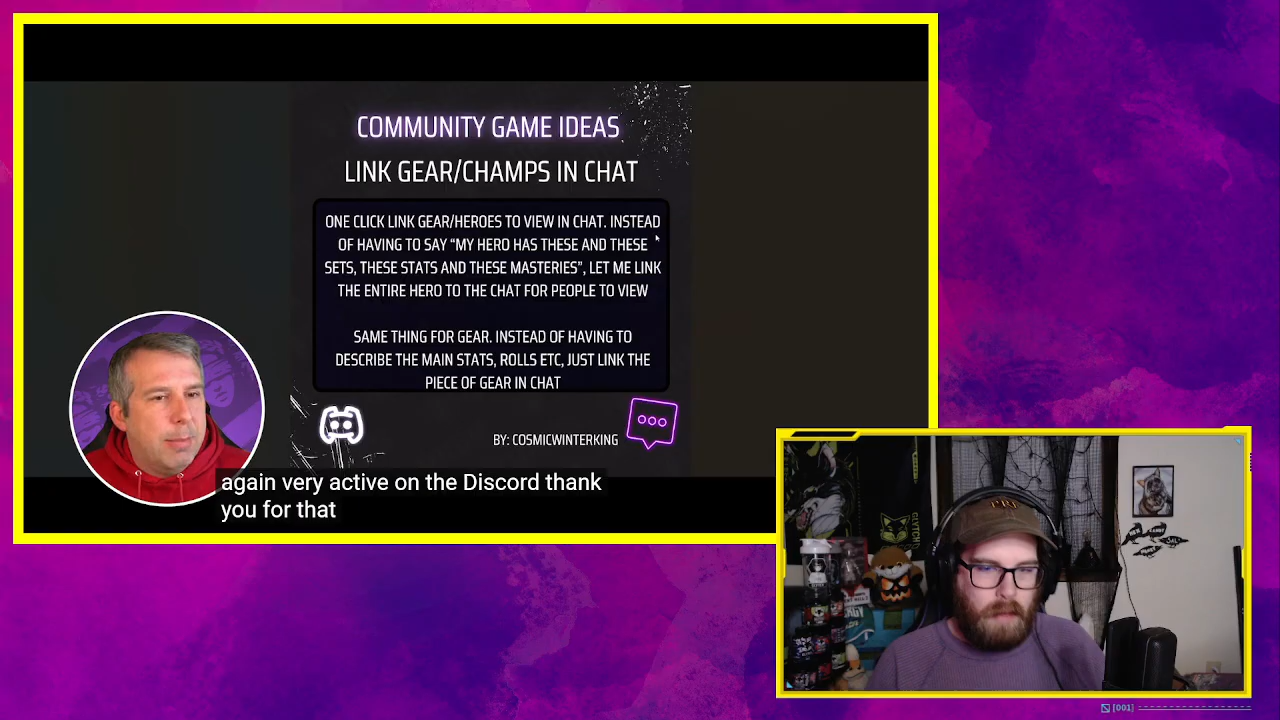 COMMUNITY GAME IDEAS
LINK GEAR/CHAMPS IN CHAT
ONE CLICK LINK GEAR/HEROES TO VIEW IN CHAT. INSTEAD
OF HAVING TO SAY “MY HERO HAS THESE AND THESE
SETS, THESE STATS AND THESE MASTERIES”, LET ME LINK
THE ENTIRE HERO TO THE CHAT FOR PEOPLE TO VIEW
SAME THING FOR GEAR. INSTEAD OF HAVING TO
DESCRIBE THE MAIN STATS, ROLLS ETC, JUST LINK THE
PIECE OF GEAR IN CHAT
BY: COSMICWINTERKING
again very active on the Discord thank
you for that
[001]